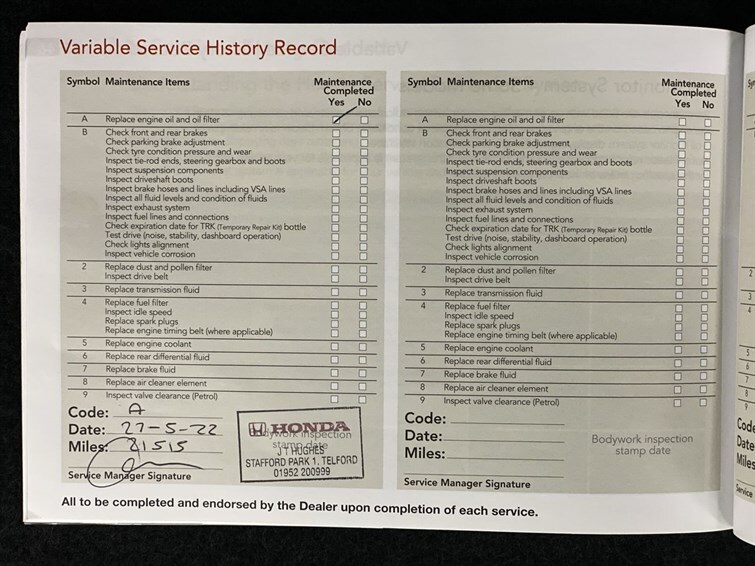 Variable Service History Record
Symbol Maintenance Items Maintenance Completed
Yes No
A Replace engine oil and oil filter
B Check front and rear brakes
Check parking brake adjustment
Check tyre condition pressure and wear
Inspect tie-rod ends, steering gearbox and boots
Inspect suspension components
Inspect driveshaft boots
Inspect brake hoses and lines including VSA lines
Inspect all fluid levels and condition of fluids
Inspect exhaust system
Inspect fuel lines and connections
Check expiration date for TRK (Temporary Repair Kit) bottle
Test drive (noise, stability, dashboard operation)
Check lights alignment
Inspect vehicle corrosion
2 Replace dust and pollen filter
Inspect drive belt
3 Replace transmission fluid
4 Replace fuel filter
Inspect idle speed
Replace spark plugs
Replace engine timing belt (where applicable)
5 Replace engine coolant
6 Replace rear differential fluid
7 Replace brake fluid
8 Replace air cleaner element
9 Inspect valve clearance (Petrol)
Code: A
Date: 27-5-22
Miles: 21515
Service Manager Signature
HONDA
Bodywork inspection
stamp date
J T HUGHES
STAFFORD PARK 1, TELFORD
01952 200999
Symbol Maintenance Items Maintenance Completed
Yes No
A Replace engine oil and oil filter
B Check front and rear brakes
Check parking brake adjustment
Check tyre condition pressure and wear
Inspect tie-rod ends, steering gearbox and boots
Inspect suspension components
Inspect driveshaft boots
Inspect brake hoses and lines including VSA lines
Inspect all fluid levels and condition of fluids
Inspect exhaust system
Inspect fuel lines and connections
Check expiration date for TRK (Temporary Repair Kit) bottle
Test drive (noise, stability, dashboard operation)
Check lights alignment
Inspect vehicle corrosion
2 Replace dust and pollen filter
Inspect drive belt
3 Replace transmission fluid
4 Replace fuel filter
Inspect idle speed
Replace spark plugs
Replace engine timing belt (where applicable)
5 Replace engine coolant
6 Replace rear differential fluid
7 Replace brake fluid
8 Replace air cleaner element
9 Inspect valve clearance (Petrol)
Code:
Date:
Miles:
Service Manager Signature
Bodywork inspection
stamp date
All to be completed and endorsed by the Dealer upon completion of each service.
A
B
2
3
4
5
6
7
8
9
Code
Date
Miles
Service